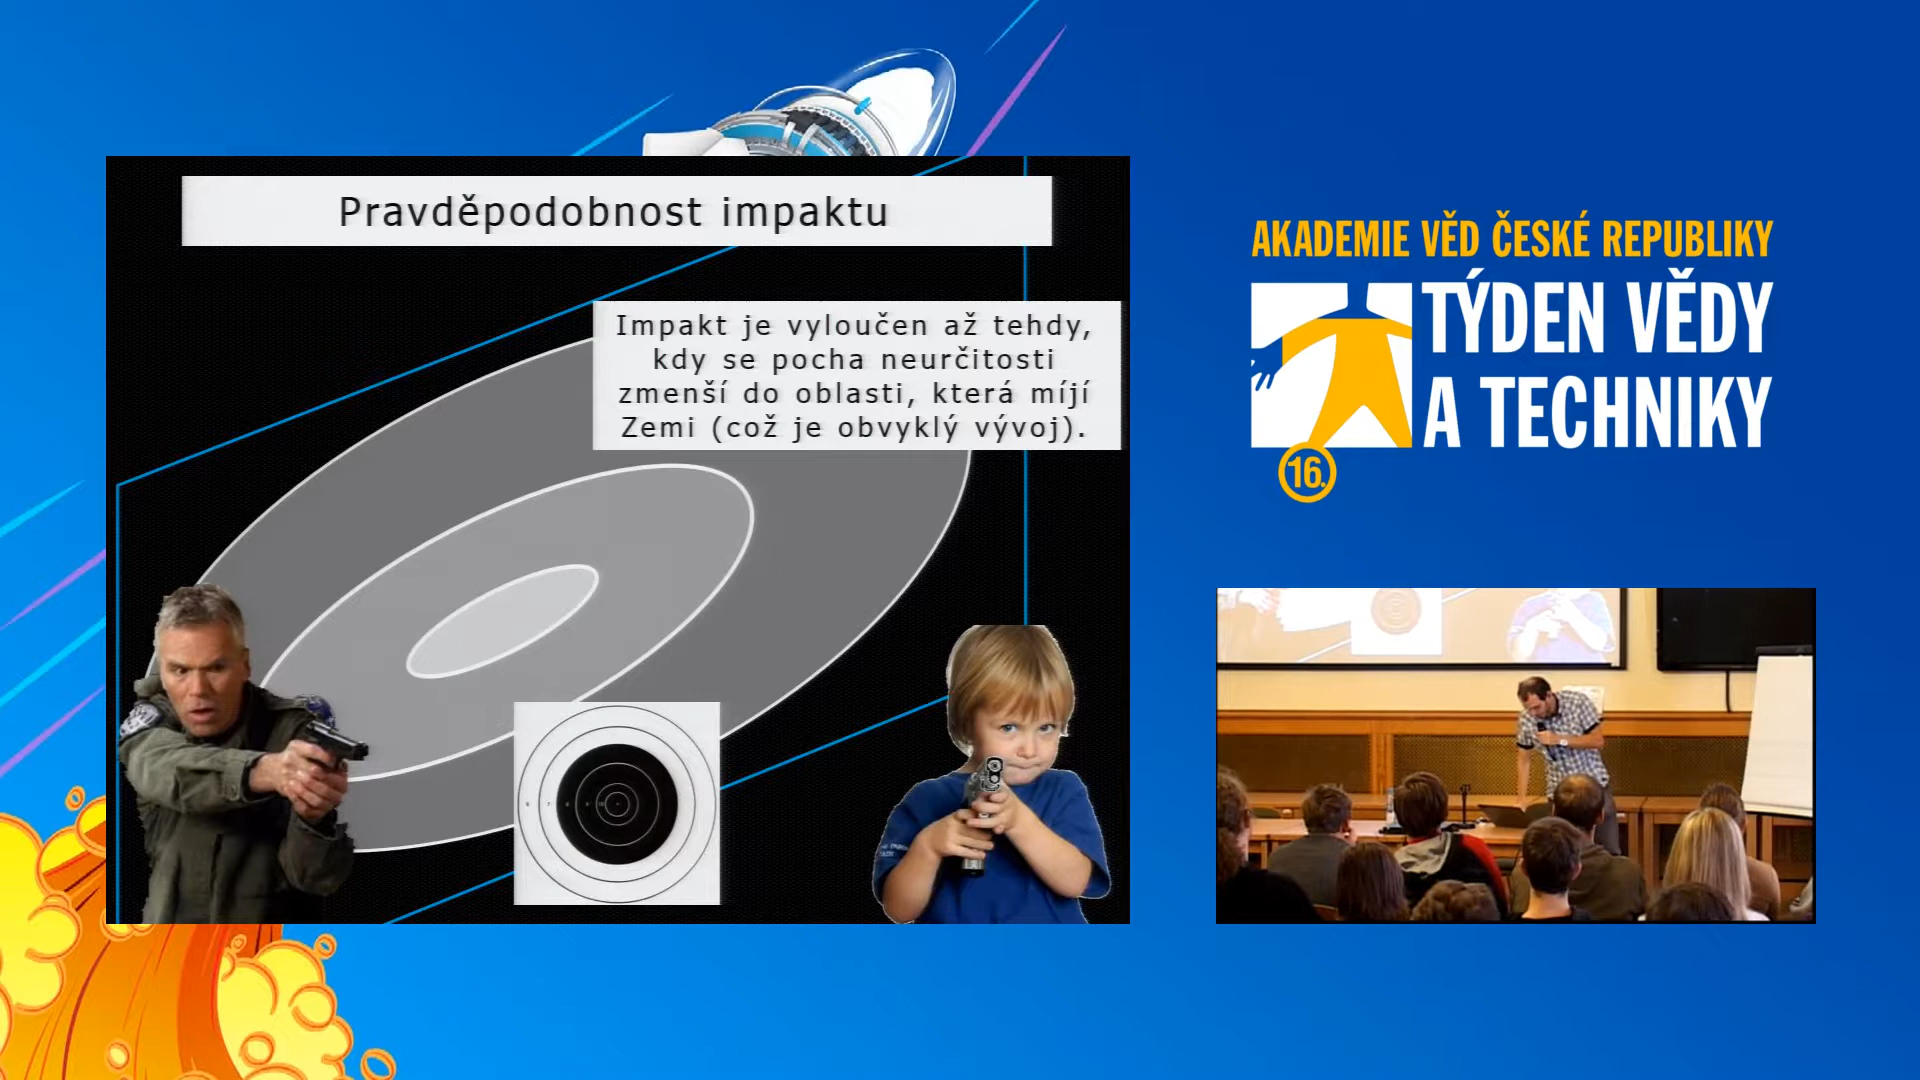 Pravděpodobnost impaktu
Impakt je vyloučen až tehdy,
kdy se pocha neurčitosti
zmenší do oblasti, která míjí
Zemi (což je obvyklý vývoj).
AKADEMIE VĚD ČESKÉ REPUBLIKY
TÝDEN VĚDY
A TECHNIKY
16.